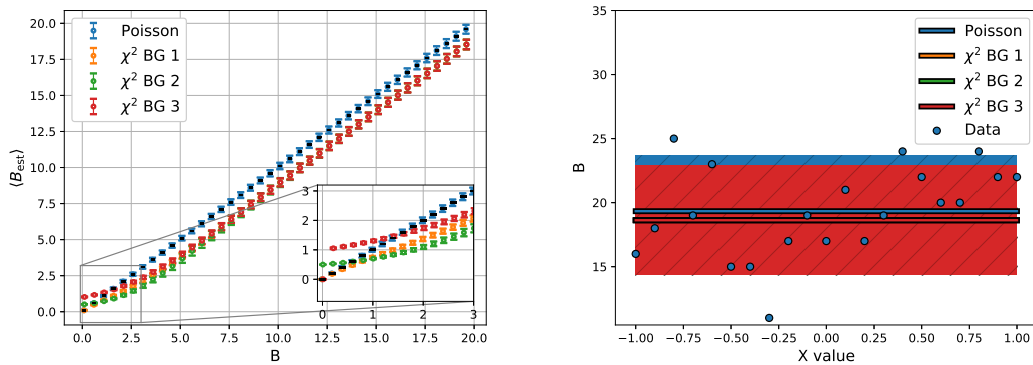 Poisson
χ² BG 1
χ² BG 2
χ² BG 3
⟨B_est⟩
20.0
17.5
15.0
12.5
10.0
7.5
5.0
2.5
0.0
3
2
1
0
0 1 2 3
0.0 2.5 5.0 7.5 10.0 12.5 15.0 17.5 20.0
B
Poisson
χ² BG 1
χ² BG 2
χ² BG 3
Data
B
35
30
25
20
15
−1.00 −0.75 −0.50 −0.25 0.00 0.25 0.50 0.75 1.00
X value